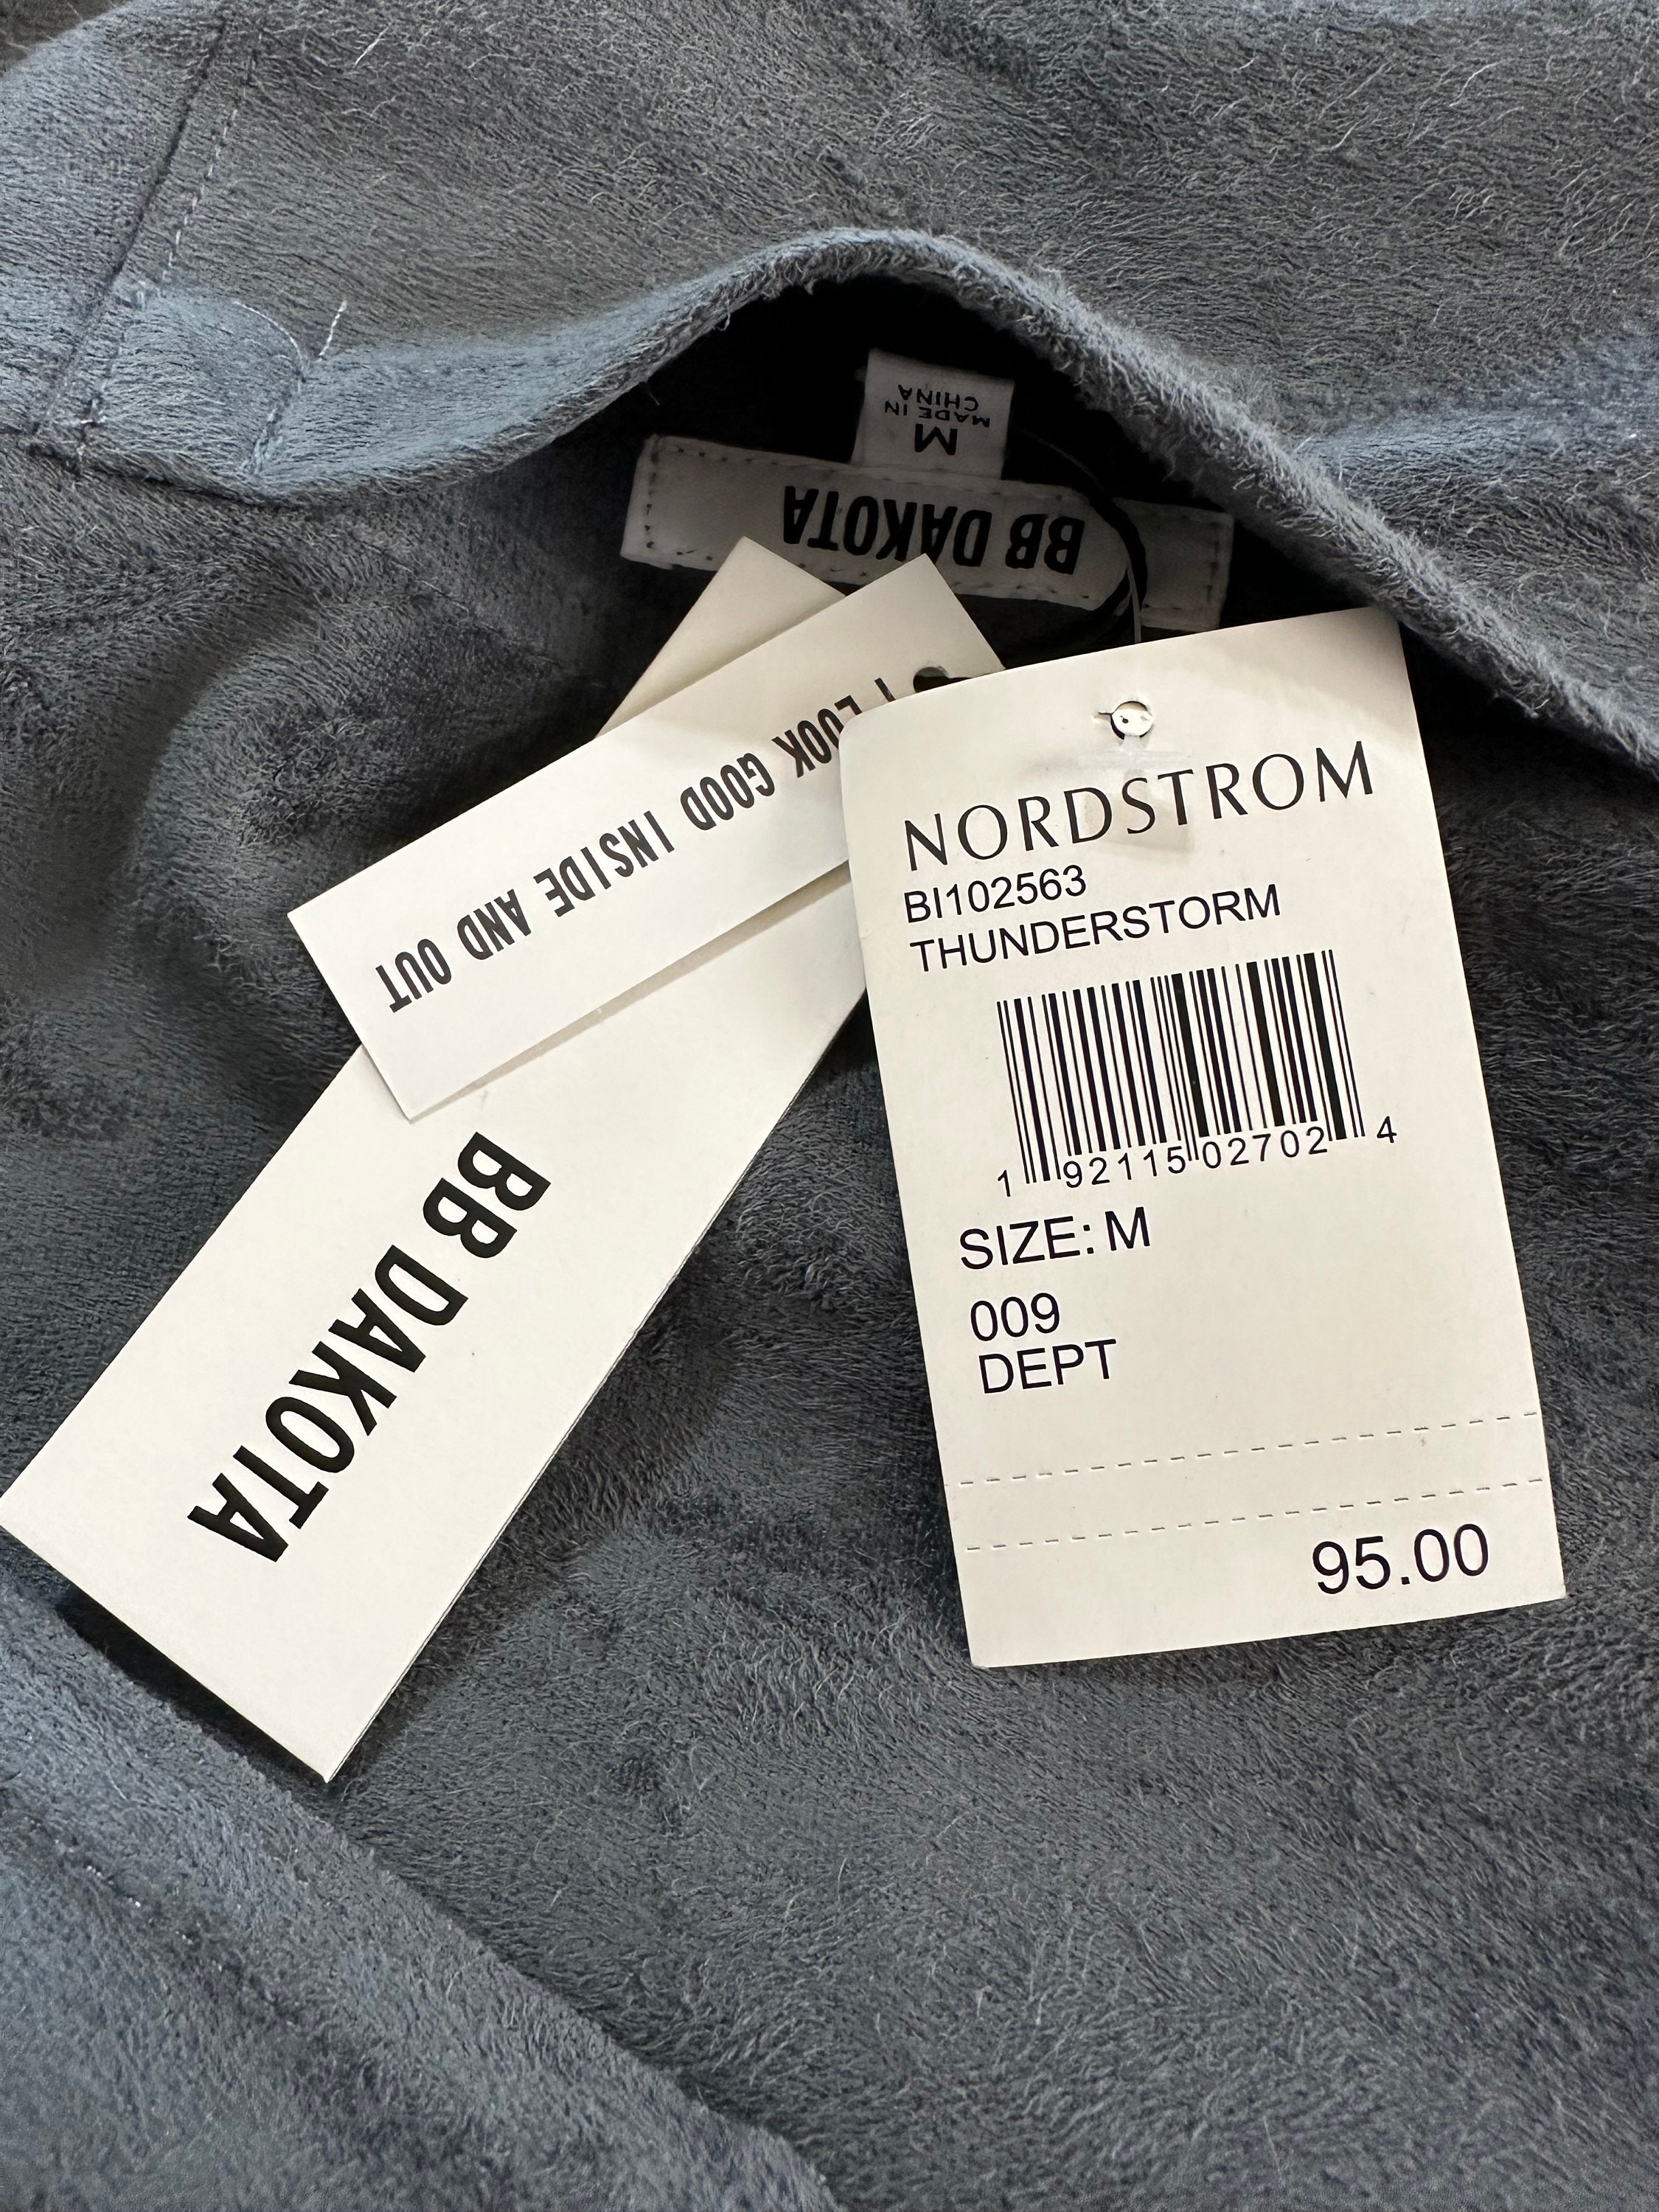 M
MADE IN
CHINA
BB DAKOTA
I LOOK GOOD INSIDE AND OUT
BB DAKOTA
NORDSTROM
BI102563
THUNDERSTORM
1 92115 02702 4
SIZE: M
009
DEPT
95.00